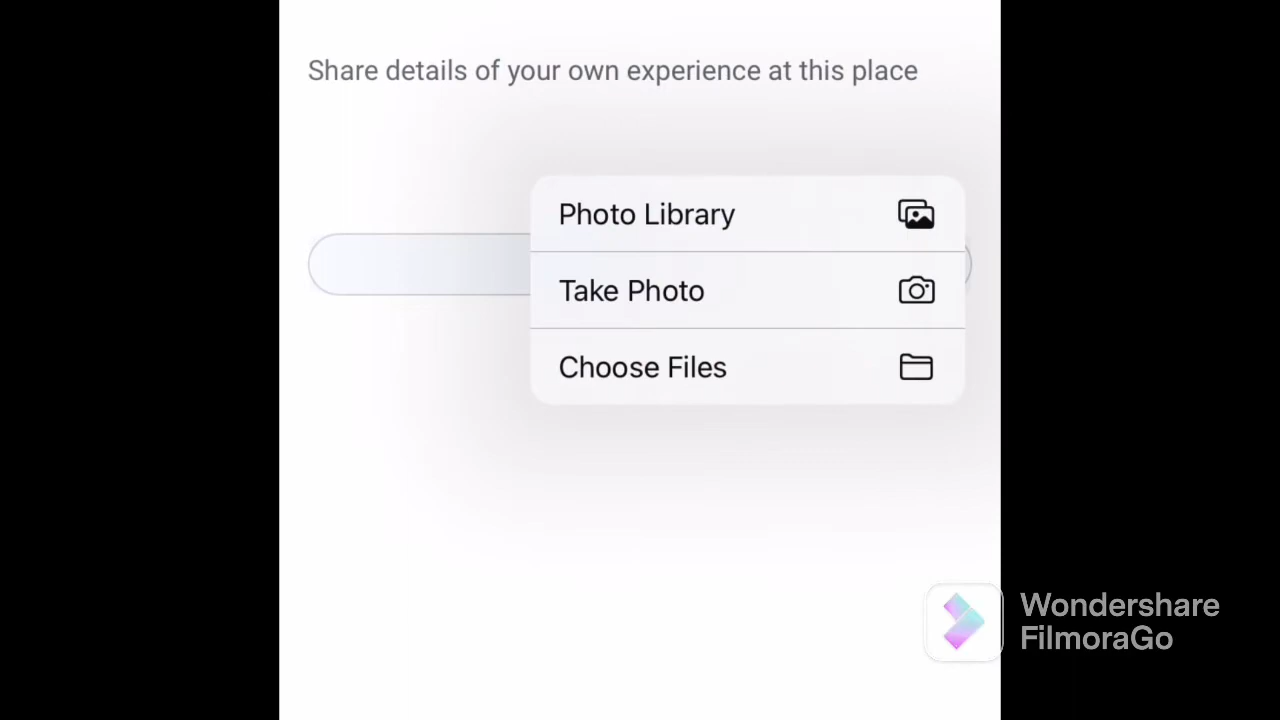 Share details of your own experience at this place
Photo Library
Take Photo
Choose Files
Wondershare
FilmoraGo